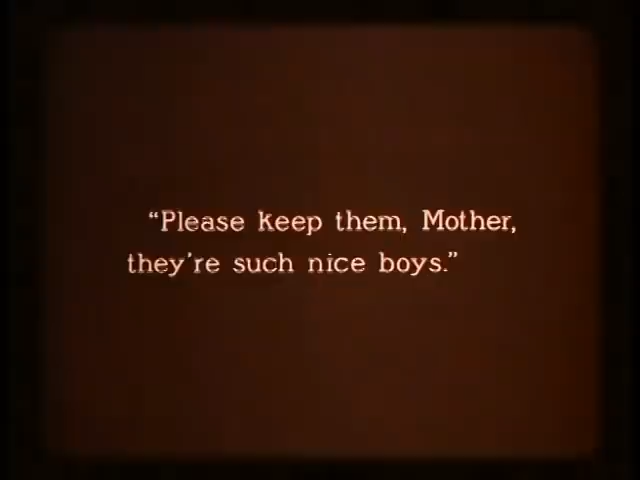 “Please keep them, Mother,
they’re such nice boys.”